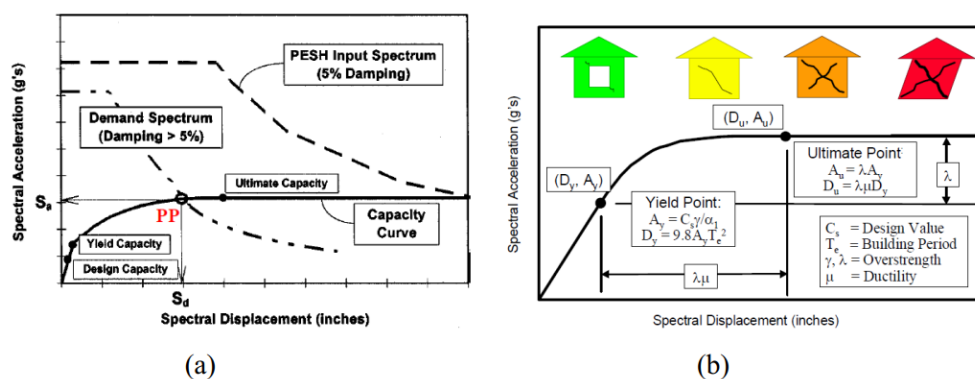 PESH Input Spectrum
(5% Damping)
Demand Spectrum
(Damping > 5%)
Ultimate Capacity
Sa
PP
Capacity
Curve
Yield Capacity
Design Capacity
Sd
Spectral Acceleration (g's)
Spectral Displacement (inches)
(a)
(Du, Au)
Ultimate Point:
Au = λAy
Du = λμDy
λ
(Dy, Ay)
Yield Point:
Ay = Csγ/α1
Dy = 9.8AyTe²
Cs = Design Value
Te = Building Period
γ, λ = Overstrength
μ = Ductility
λμ
Spectral Acceleration (g's)
Spectral Displacement (inches)
(b)